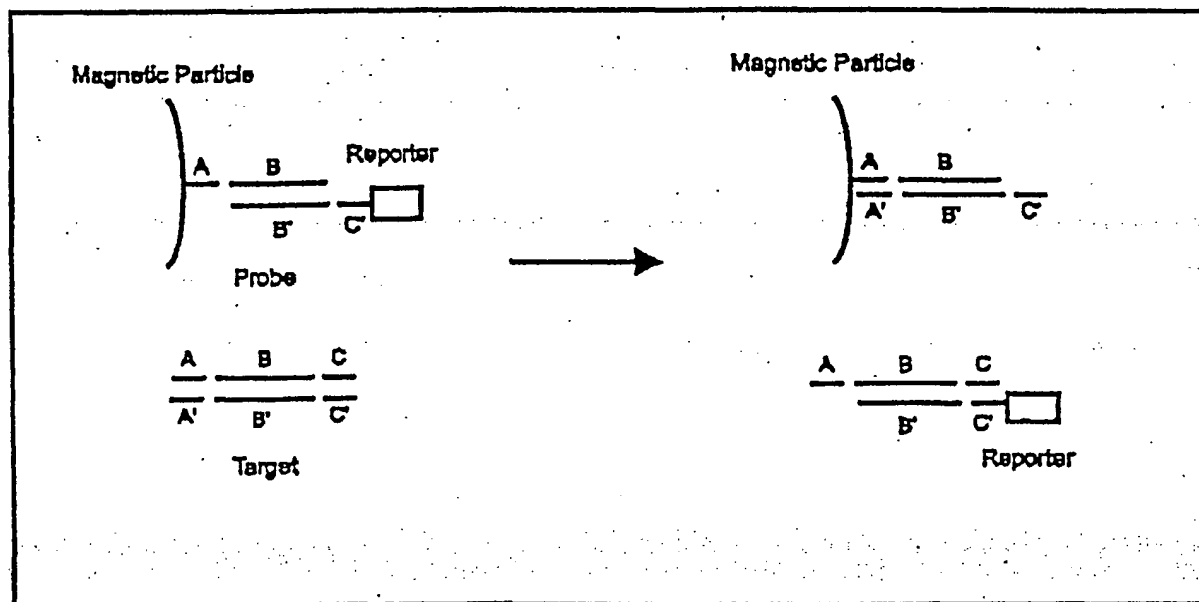 Magnetic Particle
A B Reporter
B' C'
Probe
A B C
A' B' C'
Target
Magnetic Particle
A B
A' B' C'
A B C
B' C'
Reporter